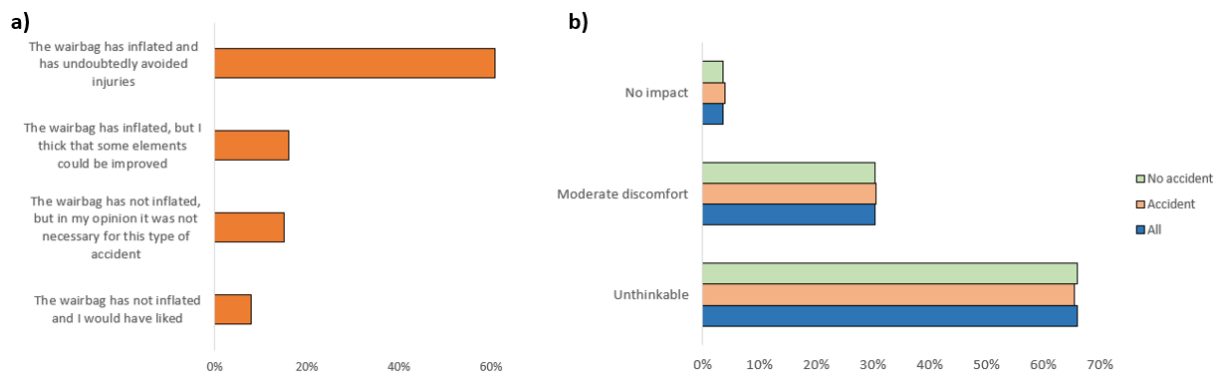 a)
The wairbag has inflated and
has undoubtedly avoided
injuries
The wairbag has inflated, but I
thick that some elements
could be improved
The wairbag has not inflated,
but in my opinion it was not
necessary for this type of
accident
The wairbag has not inflated
and I would have liked
0% 20% 40% 60%
b)
No impact
Moderate discomfort
Unthinkable
0% 10% 20% 30% 40% 50% 60% 70%
No accident
Accident
All